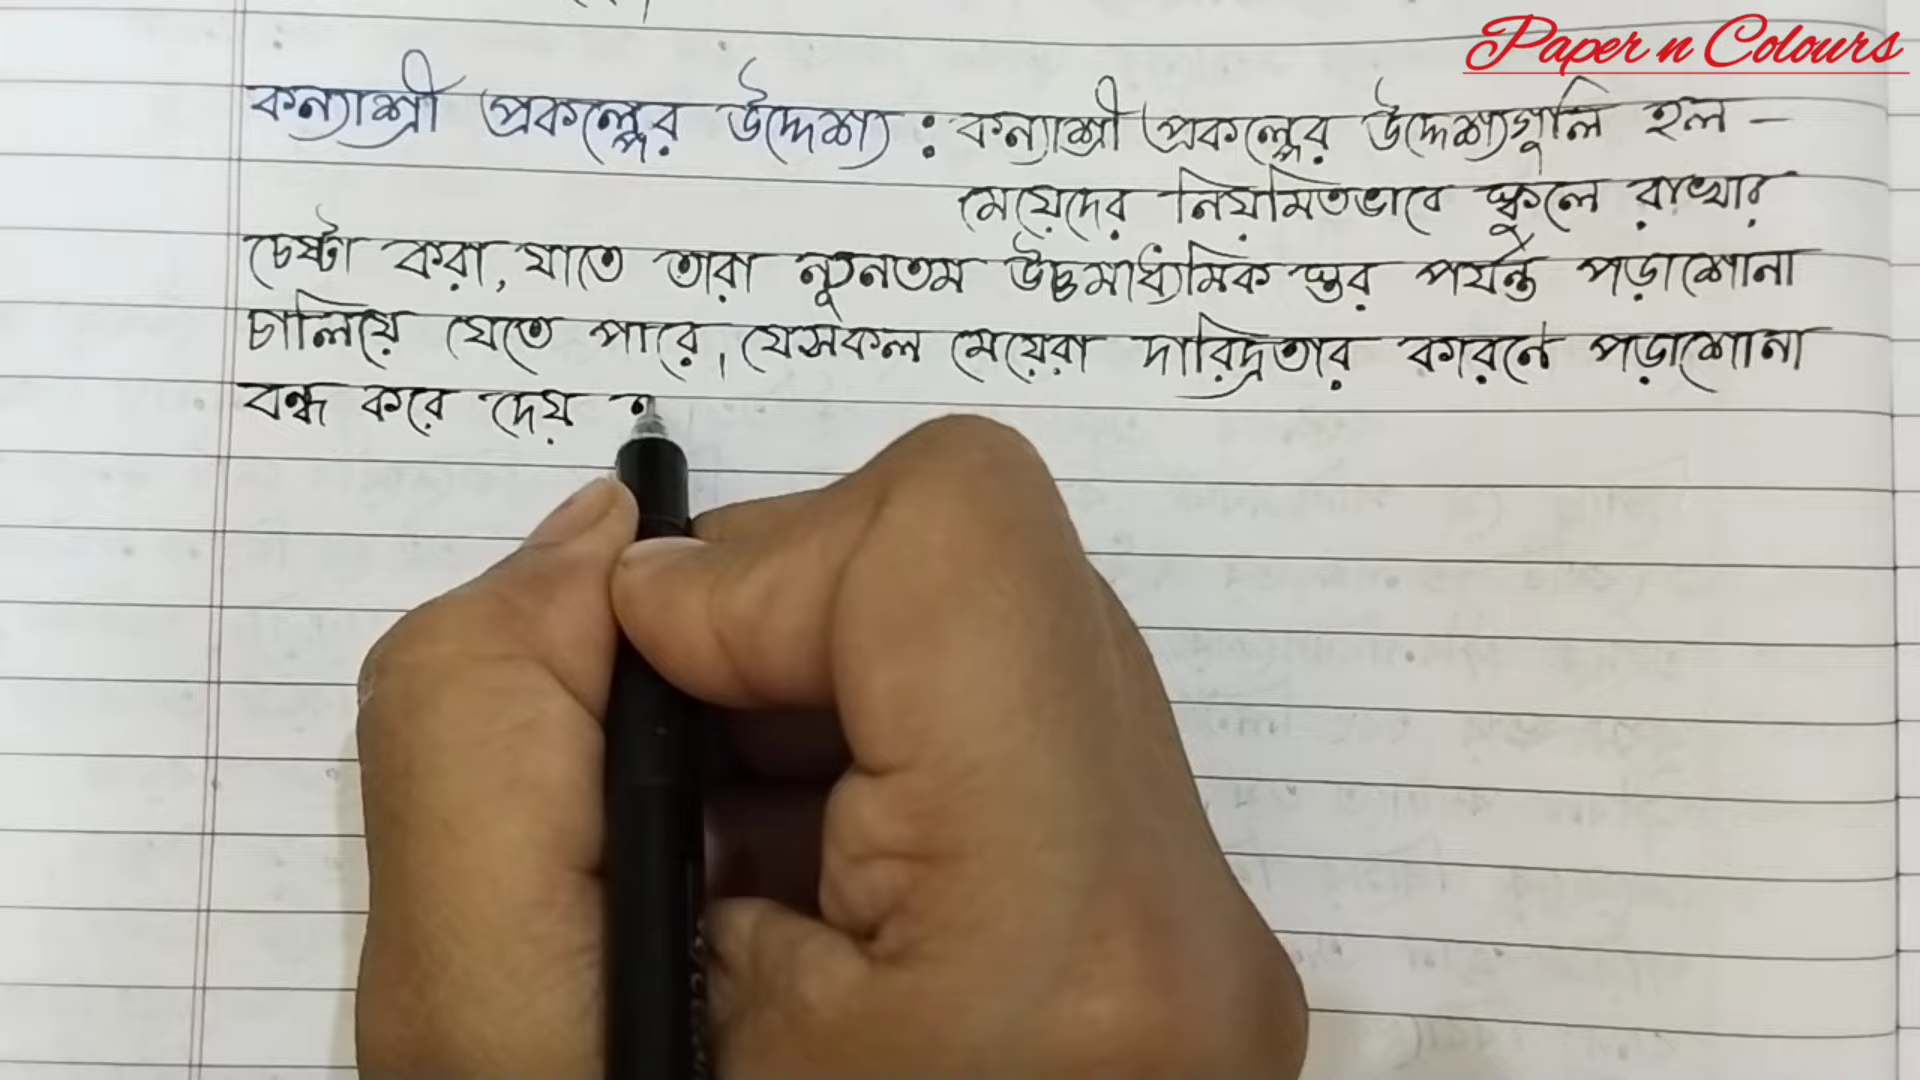 Paper n Colours
কন্যাশ্রী প্রকল্পের উদ্দেশ্য : কন্যাশ্রী প্রকল্পের উদ্দেশ্যগুলি হল –
মেয়েদের নিয়মিতভাবে স্কুলে রাখার
চেষ্টা করা, যাতে তারা নূন্যতম উচ্চমাধ্যমিক স্তর পর্যন্ত পড়াশোনা
চালিয়ে যেতে পারে, যেসকল মেয়েরা দারিদ্রতার কারনে পড়াশোনা
বন্ধ করে দেয়